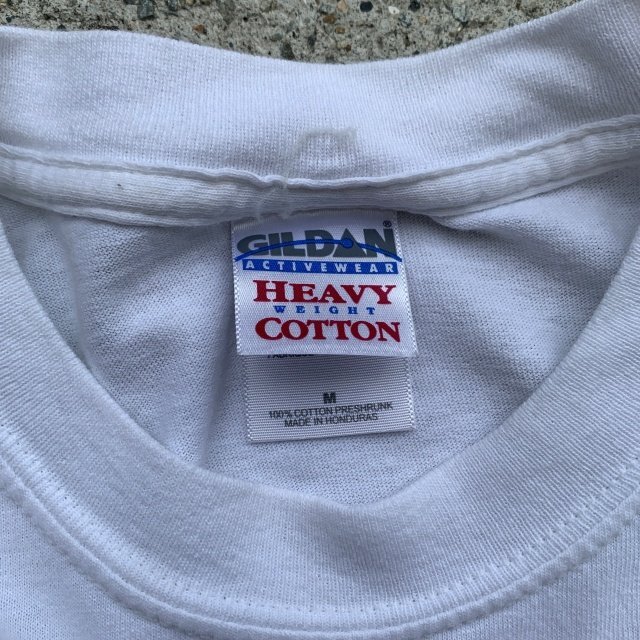 GILDAN®
ACTIVEWEAR
HEAVY
WEIGHT
COTTON
M
100% COTTON PRESHRUNK
MADE IN HONDURAS